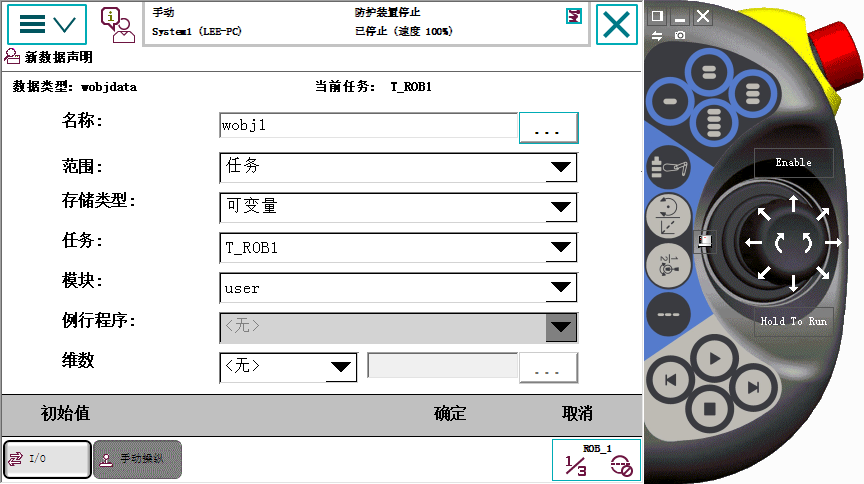 手动
System1 (LEE-PC)
防护装置停止
已停止 (速度 100%)
新数据声明
数据类型: wobjdata
当前任务: T_ROB1
名称:
wobj1
...
范围:
任务
存储类型:
可变量
任务:
T_ROB1
模块:
user
例行程序:
<无>
维数
<无>
...
初始值
确定
取消
I/O
手动操纵
ROB_1
1/3
Enable
Hold To Run